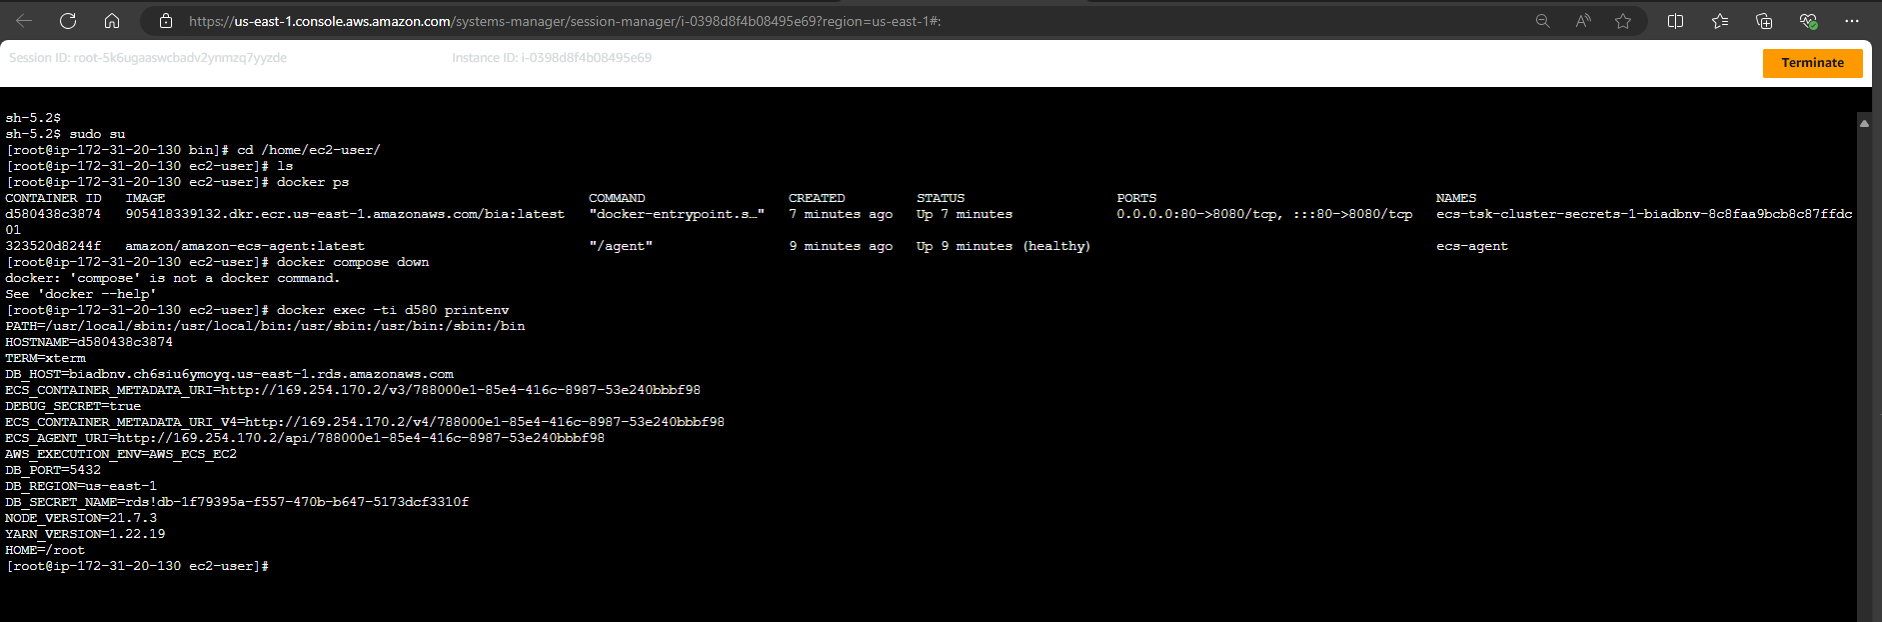 https://us-east-1.console.aws.amazon.com/systems-manager/session-manager/i-0398d8f4b08495e69?region=us-east-1#:
Session ID: root-5k6ugaaswcbadv2ynmzq7yyzde Instance ID: i-0398d8f4b08495e69 Terminate
sh-5.2$
sh-5.2$ sudo su
[root@ip-172-31-20-130 bin]# cd /home/ec2-user/
[root@ip-172-31-20-130 ec2-user]# ls
[root@ip-172-31-20-130 ec2-user]# docker ps
CONTAINER ID IMAGE COMMAND CREATED STATUS PORTS NAMES
d580438c3874 905418339132.dkr.ecr.us-east-1.amazonaws.com/bia:latest "docker-entrypoint.s…" 7 minutes ago Up 7 minutes 0.0.0.0:80->8080/tcp, :::80->8080/tcp ecs-tsk-cluster-secrets-1-biadbnv-8c8faa9bcb8c87ffdc
01
323520d8244f amazon/amazon-ecs-agent:latest "/agent" 9 minutes ago Up 9 minutes (healthy) ecs-agent
[root@ip-172-31-20-130 ec2-user]# docker compose down
docker: 'compose' is not a docker command.
See 'docker --help'
[root@ip-172-31-20-130 ec2-user]# docker exec -ti d580 printenv
PATH=/usr/local/sbin:/usr/local/bin:/usr/sbin:/usr/bin:/sbin:/bin
HOSTNAME=d580438c3874
TERM=xterm
DB_HOST=biadbnv.ch6siu6ymoyq.us-east-1.rds.amazonaws.com
ECS_CONTAINER_METADATA_URI=http://169.254.170.2/v3/788000e1-85e4-416c-8987-53e240bbbf98
DEBUG_SECRET=true
ECS_CONTAINER_METADATA_URI_V4=http://169.254.170.2/v4/788000e1-85e4-416c-8987-53e240bbbf98
ECS_AGENT_URI=http://169.254.170.2/api/788000e1-85e4-416c-8987-53e240bbbf98
AWS_EXECUTION_ENV=AWS_ECS_EC2
DB_PORT=5432
DB_REGION=us-east-1
DB_SECRET_NAME=rds!db-1f79395a-f557-470b-b647-5173dcf3310f
NODE_VERSION=21.7.3
YARN_VERSION=1.22.19
HOME=/root
[root@ip-172-31-20-130 ec2-user]#